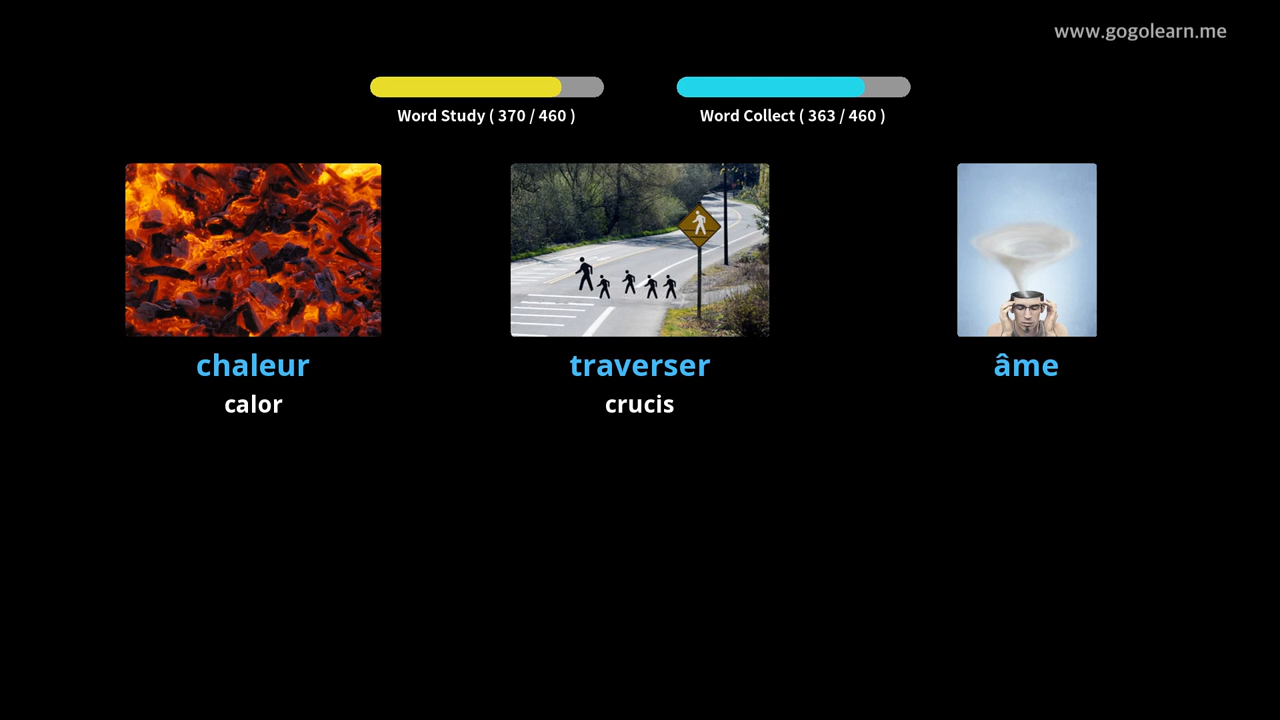 www.gogolearn.me
Word Study ( 370 / 460 )
Word Collect ( 363 / 460 )
chaleur
calor
traverser
crucis
âme